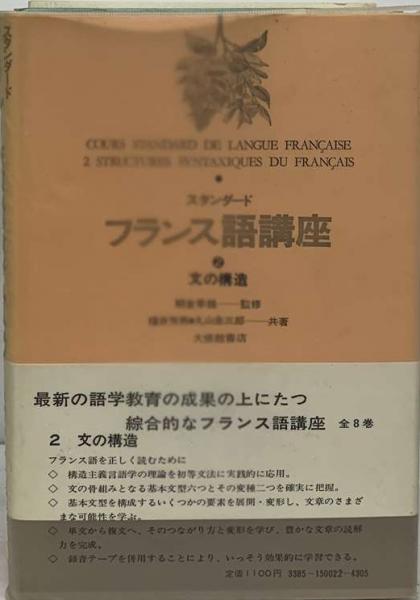 スタンダード
COURS STANDARD DE LANGUE FRANÇAISE
2 STRUCTURES SYNTAXIQUES DU FRANÇAIS
スタンダード
フランス語講座
2
文の構造
監修
丸山圭三郎 共著
大修館書店
最新の語学教育の成果の上にたつ
綜合的なフランス語講座 全8巻
2 文の構造
フランス語を正しく読むために
◇ 構造主義言語学の理論を初等文法に実践的に応用。
◇ 文の骨組みとなる基本文型六つとその変種二つを確実に把握。
◇ 基本文型を構成するいくつかの要素を展開・変形し、文章のさまざ
まな可能性を学ぶ。
◇ 単文から複文へ、そのつながり方と変形を学び、豊かな文章の読解
力を完成。
◇ 録音テープを併用することにより、いっそう効果的に学習できる。
定価1100円 3385-150022-4305